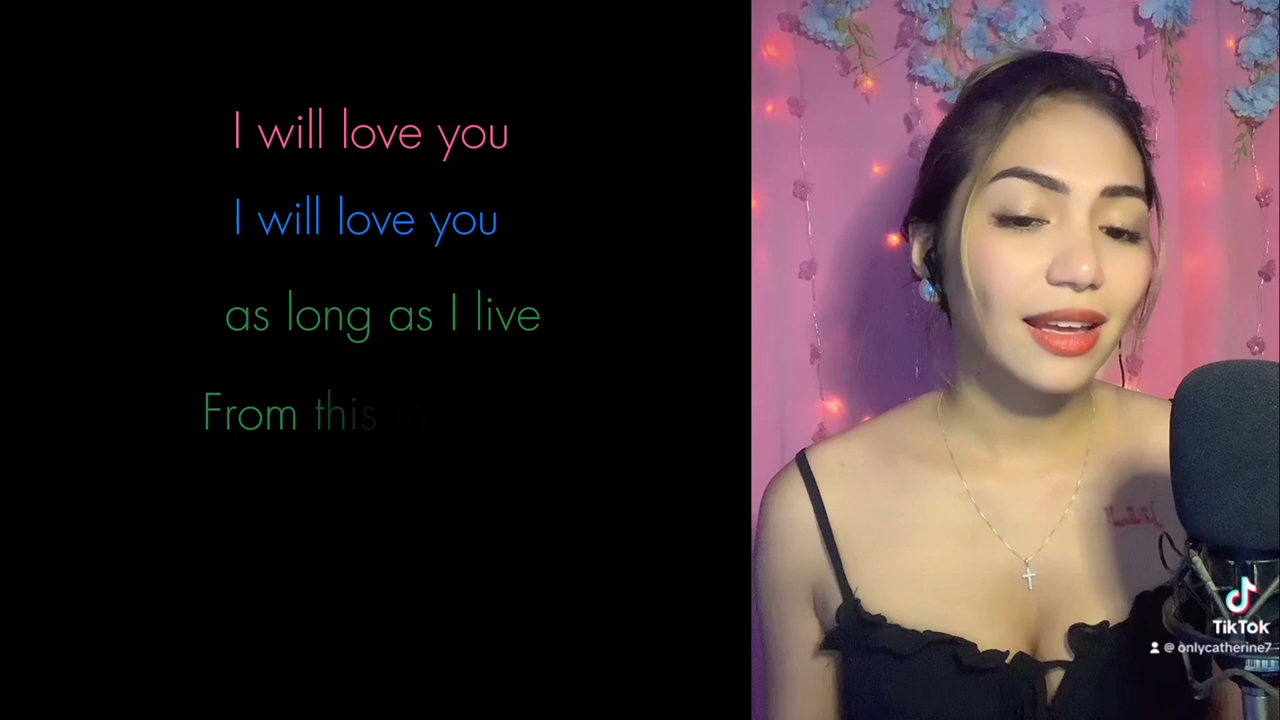 I will love you
I will love you
as long as I live
From this
TikTok
@ onlycatherine7